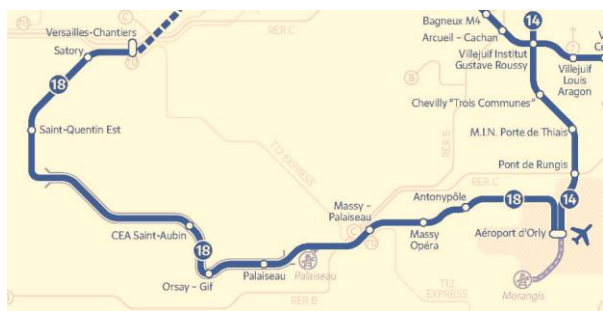 RER C
Versailles-Chantiers
Satory
18
Saint-Quentin Est
CEA Saint-Aubin
18
Orsay – Gif
Palaiseau
Palaiseau
RER B
T12 EXPRESS
Massy –
Palaiseau
C
RER B
B
RER C
Massy
Opéra
Antonypôle
18
T12
EXPRESS
Bagneux M4
Arcueil – Cachan
14
Villejuif Institut
Gustave Roussy
Villejuif
Louis
Aragon
Chevilly "Trois Communes"
M.I.N. Porte de Thiais
Pont de Rungis
14
Aéroport d'Orly
Morangis